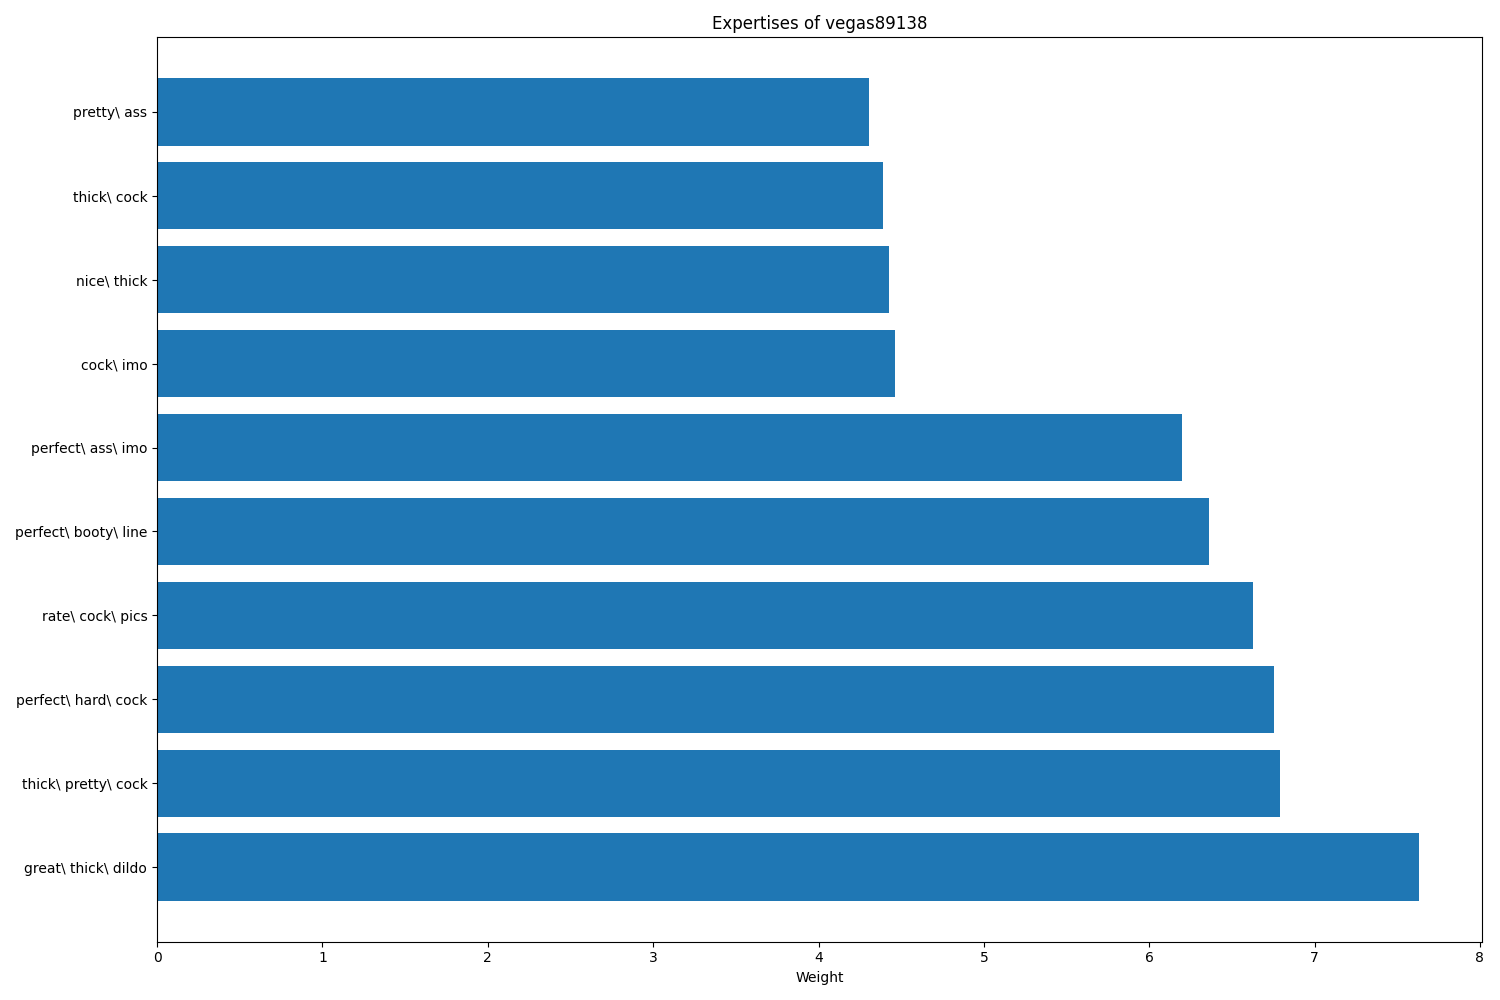 Expertises of vegas89138
pretty\ ass
thick\ cock
nice\ thick
cock\ imo
perfect\ ass\ imo
perfect\ booty\ line
rate\ cock\ pics
perfect\ hard\ cock
thick\ pretty\ cock
great\ thick\ dildo
0 1 2 3 4 5 6 7 8
Weight